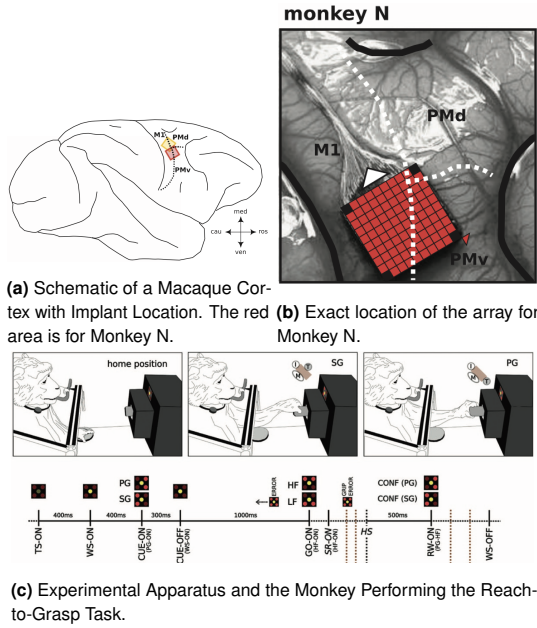 monkey N
M1
PMd
PMv
M1
PMd
PMv
med
cau
ros
ven
(a) Schematic of a Macaque Cor-
tex with Implant Location. The red
area is for Monkey N.
(b) Exact location of the array for
Monkey N.
home position
SG
I
M
T
PG
I
M
T
PG
SG
ERROR
HF
LF
GRIP
ERROR
CONF (PG)
CONF (SG)
400ms
400ms
300ms
1000ms
500ms
TS-ON
WS-ON
CUE-ON
(PG-ON)
CUE-OFF
(WS-ON)
GO-ON
(HF-ON)
SR-ON
(HF-ON)
HS
RW-ON
(PG-HF)
WS-OFF
(c) Experimental Apparatus and the Monkey Performing the Reach-
to-Grasp Task.